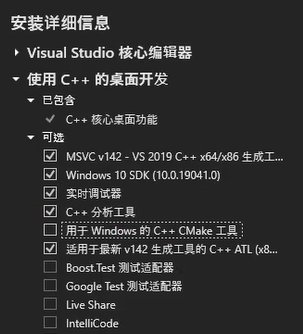 安装详细信息
Visual Studio 核心编辑器
使用 C++ 的桌面开发
已包含
C++ 核心桌面功能
可选
MSVC v142 - VS 2019 C++ x64/x86 生成工...
Windows 10 SDK (10.0.19041.0)
实时调试器
C++ 分析工具
用于 Windows 的 C++ CMake 工具
适用于最新 v142 生成工具的 C++ ATL (x8...
Boost.Test 测试适配器
Google Test 测试适配器
Live Share
IntelliCode